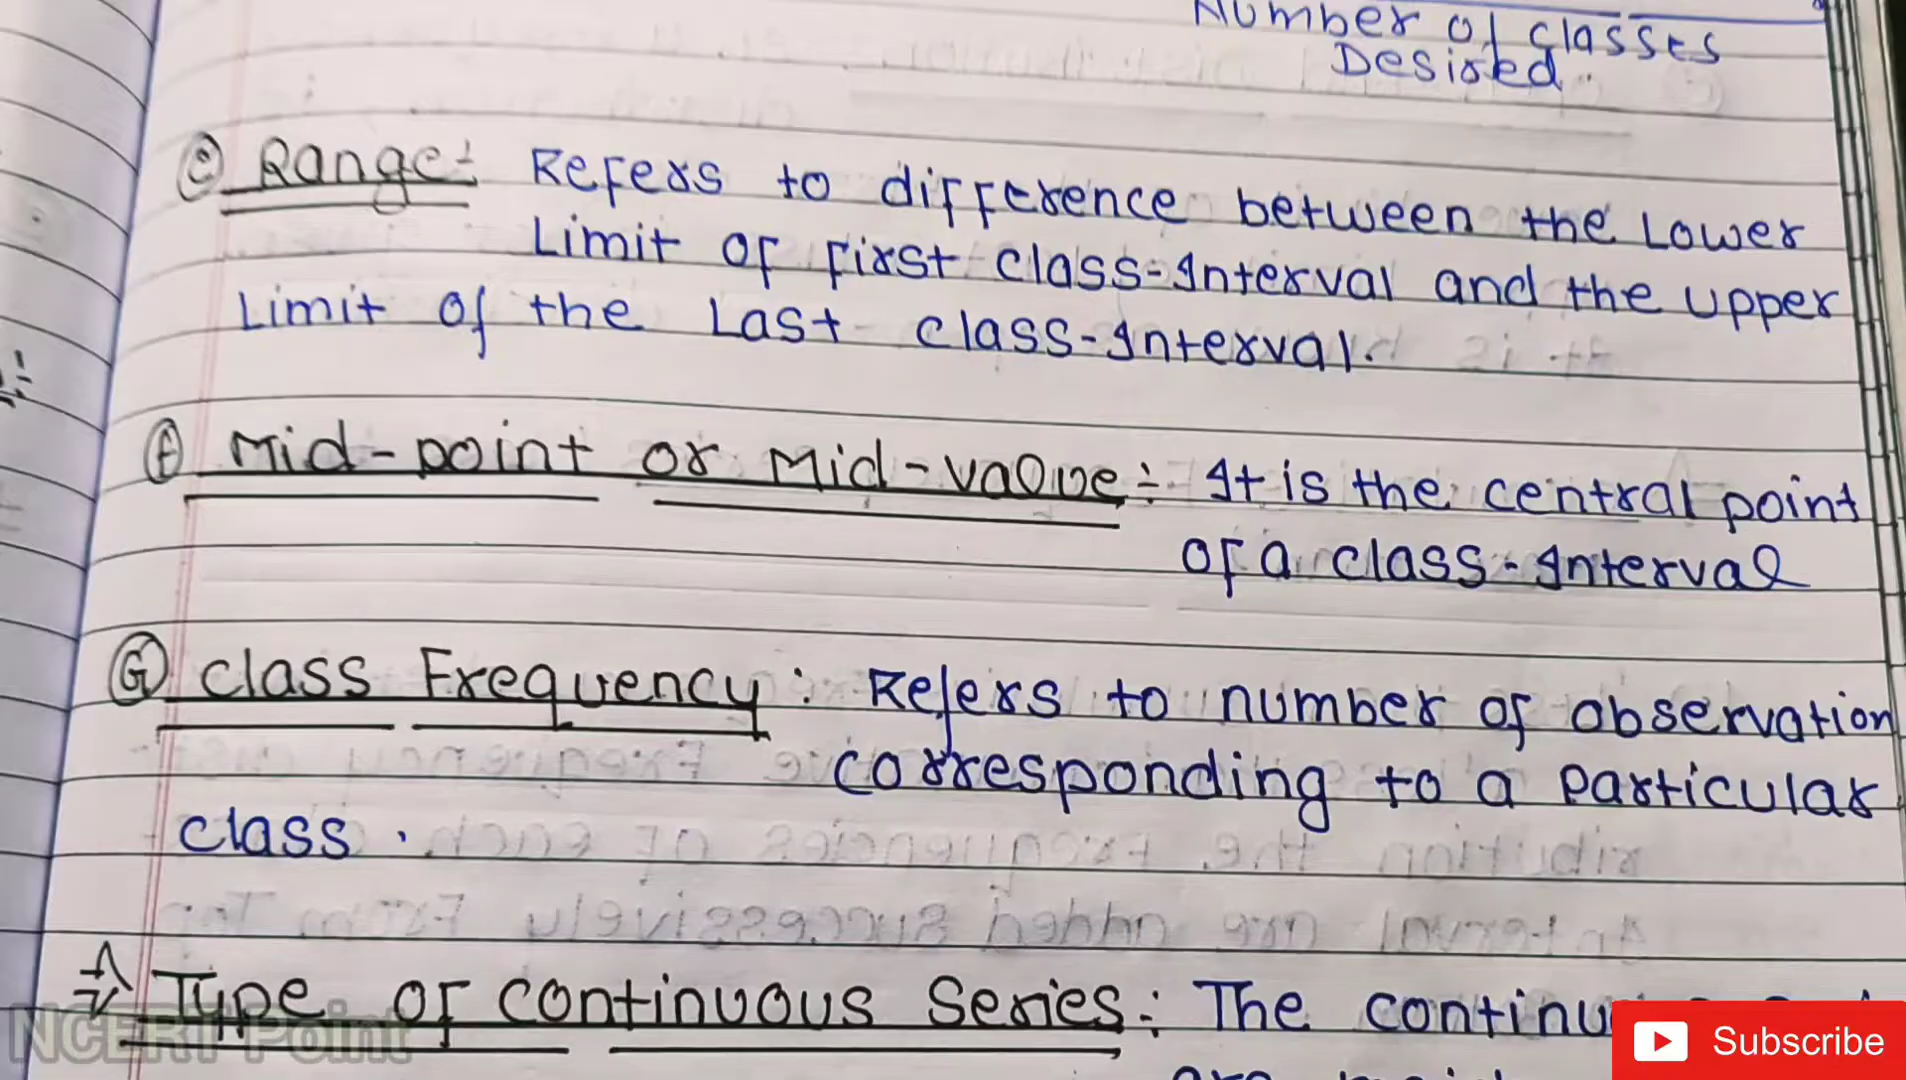 Number of classes
Desired
(E) Range:- Refers to difference between the Lower
Limit of First class-Interval and the upper
Limit of the Last class-Interval.
(F) Mid-point or Mid-value:- It is the central point
of a class-Interval
(G) Class Frequency: Refers to number of observation
corresponding to a particular
class.
Type of continuous Series:- The
NCERT Point
Subscribe